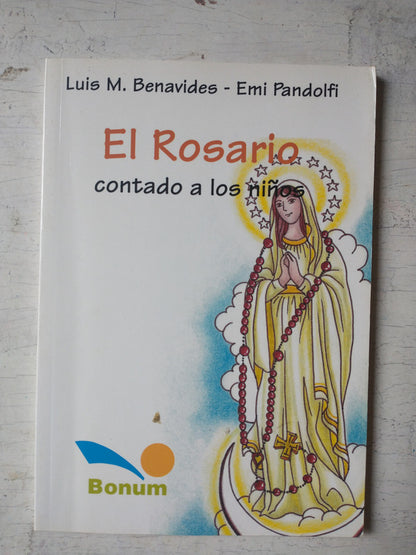 Luis M. Benavides - Emi Pandolfi
El Rosario
contado a los niños
Bonum